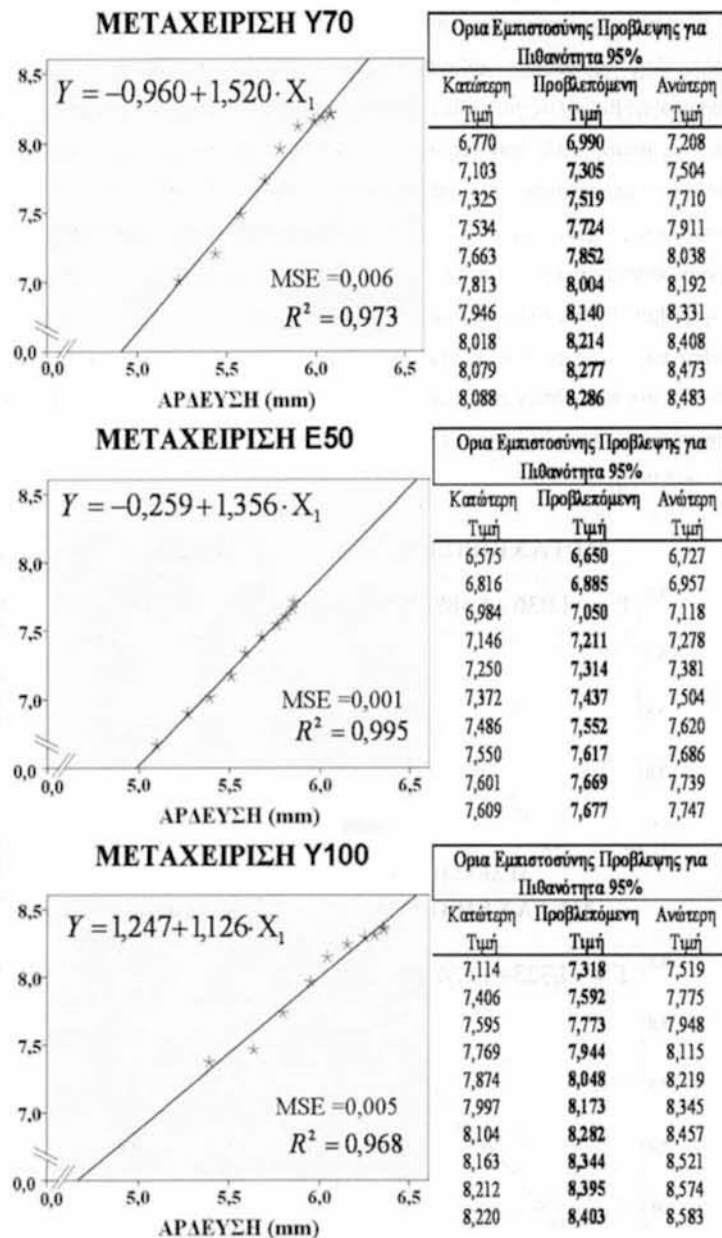 ΜΕΤΑΧΕΙΡΙΣΗ Υ70
8,5
8,0
7,5
7,0
0,0
Y = −0,960+1,520·X₁
MSE =0,006
R² = 0,973
0,0 5,0 5,5 6,0 6,5
ΑΡΔΕΥΣΗ (mm)
Ορια Εμπιστοσύνης Προβλεψης για
Πιθανότητα 95%
Κατώτερη Προβλεπόμενη Ανώτερη
Τιμή Τιμή Τιμή
6,770 6,990 7,208
7,103 7,305 7,504
7,325 7,519 7,710
7,534 7,724 7,911
7,663 7,852 8,038
7,813 8,004 8,192
7,946 8,140 8,331
8,018 8,214 8,408
8,079 8,277 8,473
8,088 8,286 8,483
ΜΕΤΑΧΕΙΡΙΣΗ Ε50
8,5
8,0
7,5
7,0
0,0
Y = −0,259+1,356·X₁
MSE =0,001
R² = 0,995
0,0 5,0 5,5 6,0 6,5
ΑΡΔΕΥΣΗ (mm)
Ορια Εμπιστοσύνης Προβλεψης για
Πιθανότητα 95%
Κατώτερη Προβλεπόμενη Ανώτερη
Τιμή Τιμή Τιμή
6,575 6,650 6,727
6,816 6,885 6,957
6,984 7,050 7,118
7,146 7,211 7,278
7,250 7,314 7,381
7,372 7,437 7,504
7,486 7,552 7,620
7,550 7,617 7,686
7,601 7,669 7,739
7,609 7,677 7,747
ΜΕΤΑΧΕΙΡΙΣΗ Υ100
8,5
8,0
7,5
7,0
0,0
Y = 1,247+1,126·X₁
MSE =0,005
R² = 0,968
0,0 5,0 5,5 6,0 6,5
ΑΡΔΕΥΣΗ (mm)
Ορια Εμπιστοσύνης Προβλεψης για
Πιθανότητα 95%
Κατώτερη Προβλεπόμενη Ανώτερη
Τιμή Τιμή Τιμή
7,114 7,318 7,519
7,406 7,592 7,775
7,595 7,773 7,948
7,769 7,944 8,115
7,874 8,048 8,219
7,997 8,173 8,345
8,104 8,282 8,457
8,163 8,344 8,521
8,212 8,395 8,574
8,220 8,403 8,583